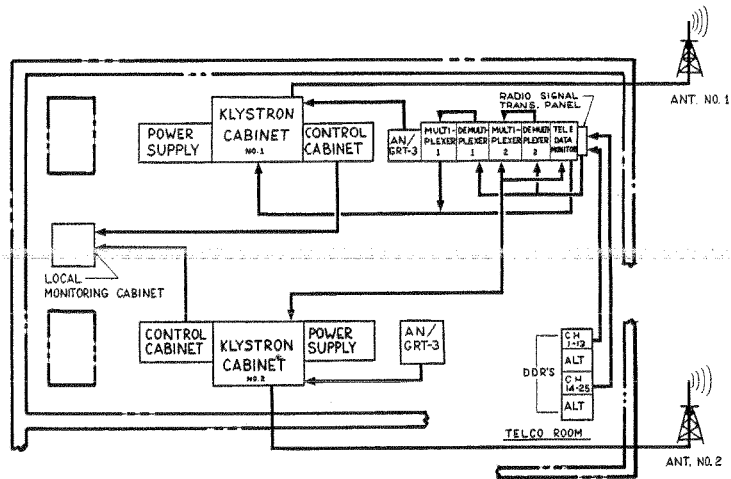 RADIO SIGNAL
TRANS. PANEL
ANT. NO.1
KLYSTRON
CABINET
NO.1
POWER
SUPPLY
CONTROL
CABINET
AN/
GRT-3
MULTI-
PLEXER
1
DEMULTI-
PLEXER
1
MULTI-
PLEXER
2
DEMULTI-
PLEXER
2
TELE
DATA
MONITOR
LOCAL
MONITORING CABINET
CONTROL
CABINET
KLYSTRON
CABINET
NO.2
POWER
SUPPLY
AN/
GRT-3
DDR'S
CH
1-13
ALT
CH
14-25
ALT
TELCO ROOM
ANT. NO.2